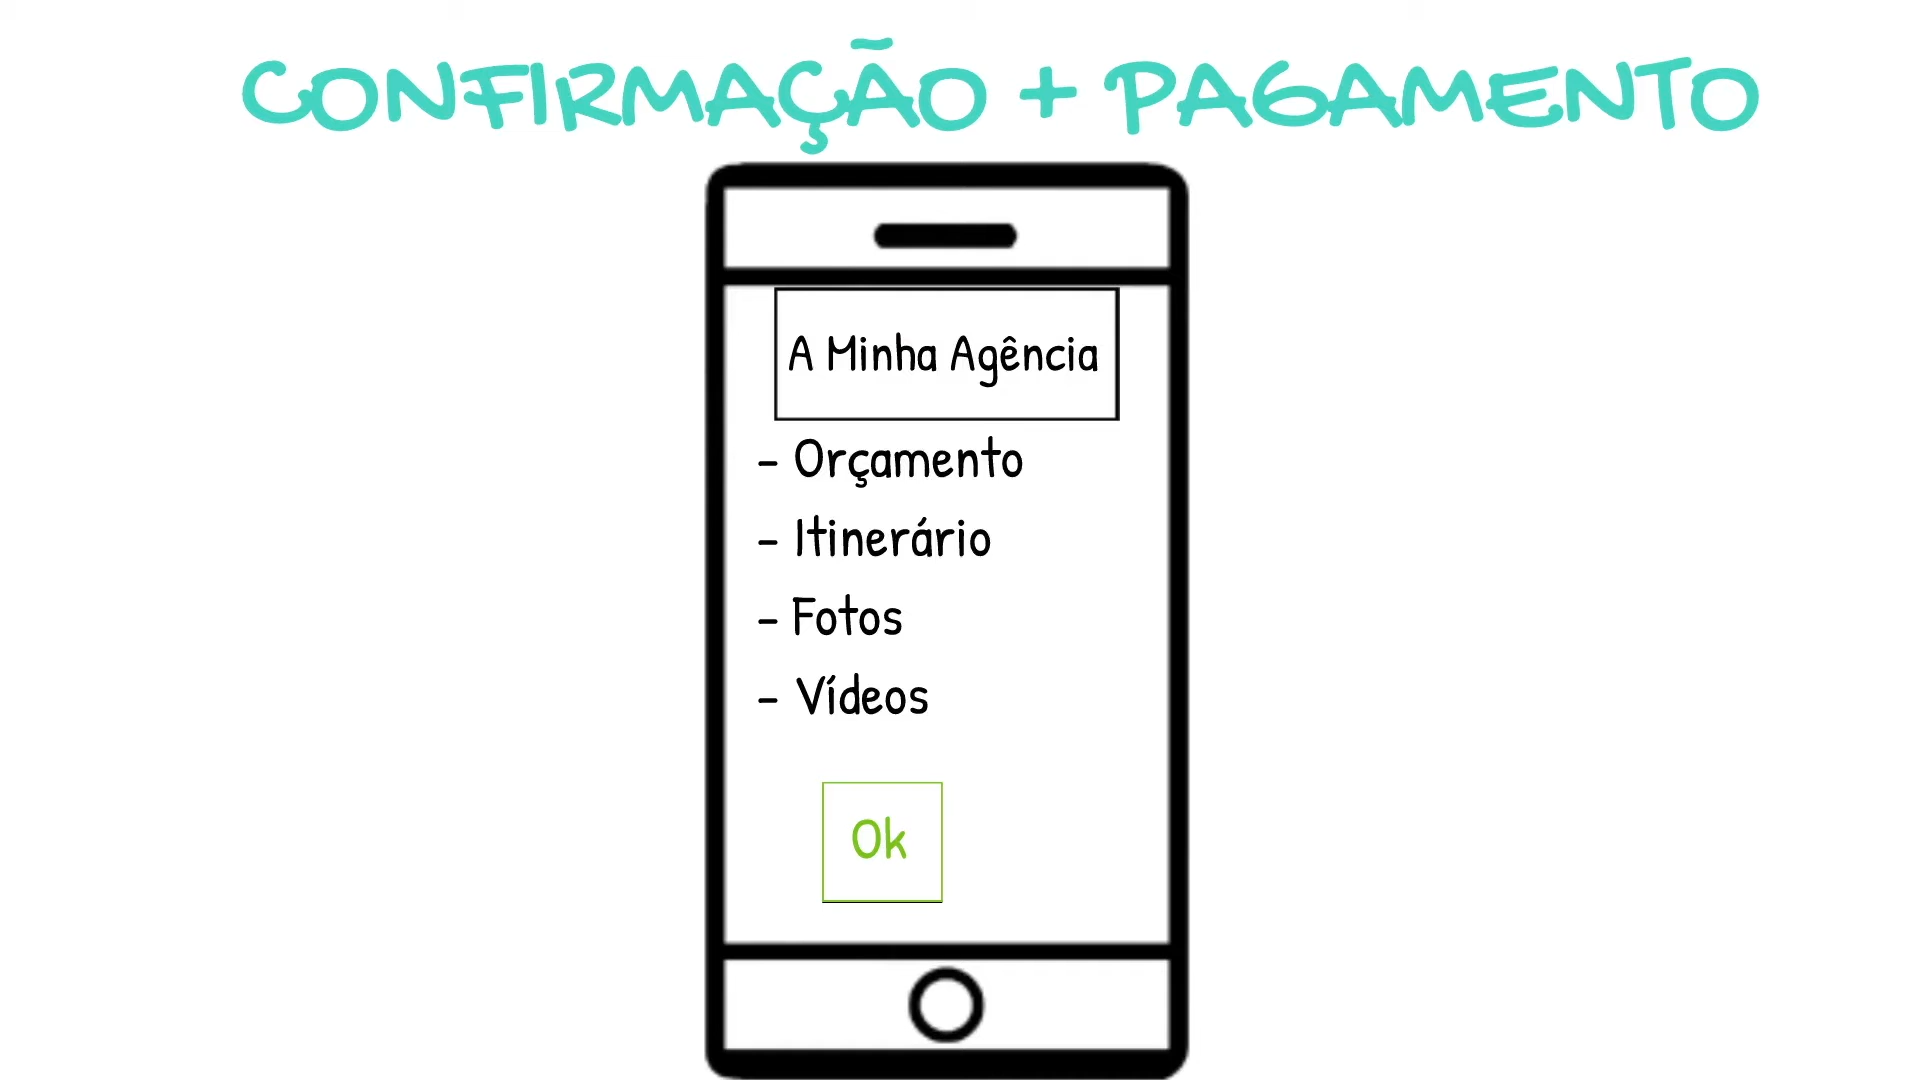 CONFIRMAÇÃO + PAGAMENTO
A Minha Agência
- Orçamento
- Itinerário
- Fotos
- Vídeos
Ok